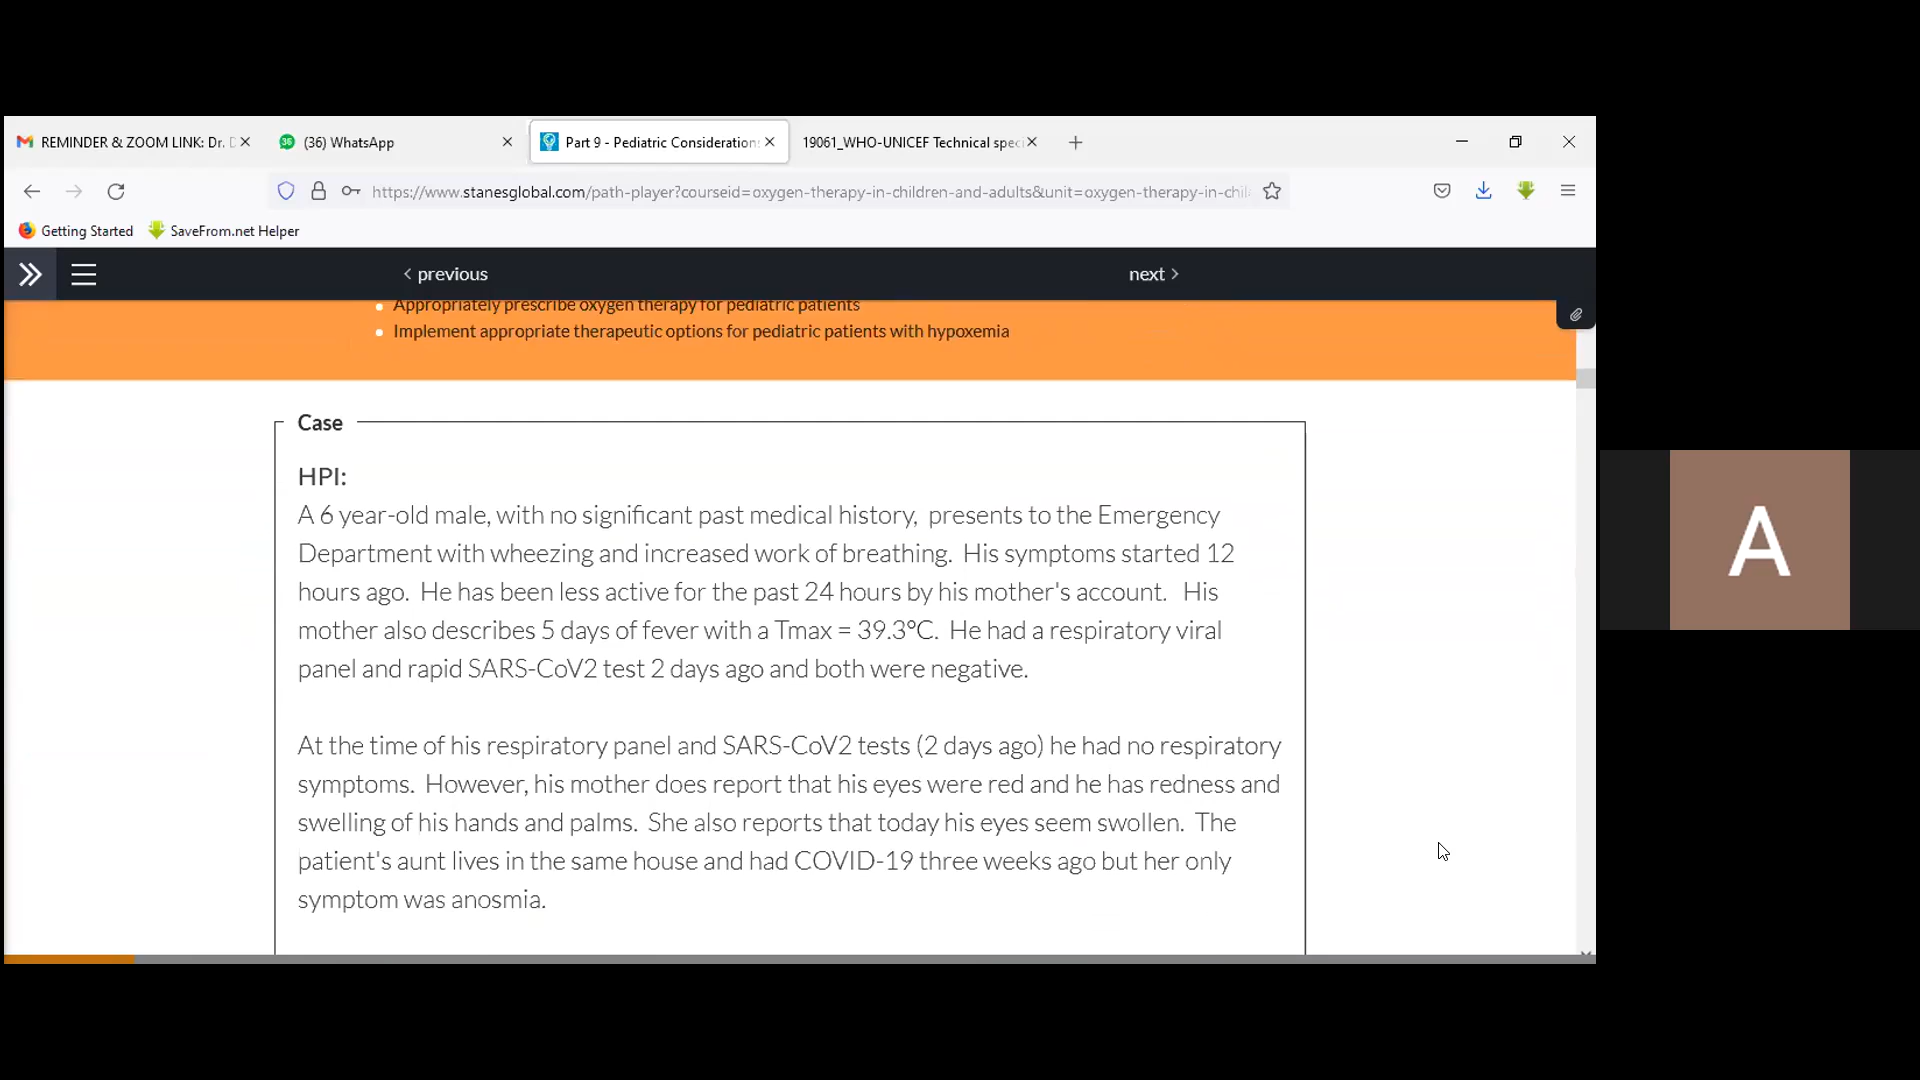 REMINDER & ZOOM LINK: Dr. D
36 (36) WhatsApp
Part 9 - Pediatric Considerations
19061_WHO-UNICEF Technical spec
https://www.stanesglobal.com/path-player?courseid=oxygen-therapy-in-children-and-adults&unit=oxygen-therapy-in-chil
Getting Started
SaveFrom.net Helper
previous
next
Appropriately prescribe oxygen therapy for pediatric patients
Implement appropriate therapeutic options for pediatric patients with hypoxemia
Case
HPI:
A 6 year-old male, with no significant past medical history, presents to the Emergency
Department with wheezing and increased work of breathing. His symptoms started 12
hours ago. He has been less active for the past 24 hours by his mother's account. His
mother also describes 5 days of fever with a Tmax = 39.3°C. He had a respiratory viral
panel and rapid SARS-CoV2 test 2 days ago and both were negative.
At the time of his respiratory panel and SARS-CoV2 tests (2 days ago) he had no respiratory
symptoms. However, his mother does report that his eyes were red and he has redness and
swelling of his hands and palms. She also reports that today his eyes seem swollen. The
patient's aunt lives in the same house and had COVID-19 three weeks ago but her only
symptom was anosmia.
A